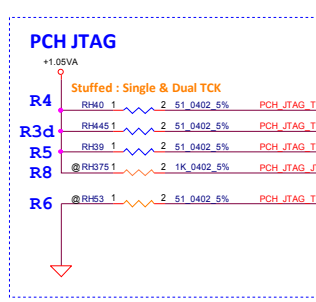 PCH JTAG
+1.05VA
Stuffed : Single & Dual TCK
R4 RH40 1 2 51_0402_5% PCH_JTAG_T
R3d RH445 1 2 51_0402_5% PCH_JTAG_T
R5 RH39 1 2 51_0402_5% PCH_JTAG_T
R8 @ RH375 1 2 1K_0402_5% PCH_JTAG_J
R6 @ RH53 1 2 51_0402_5% PCH_JTAG_T